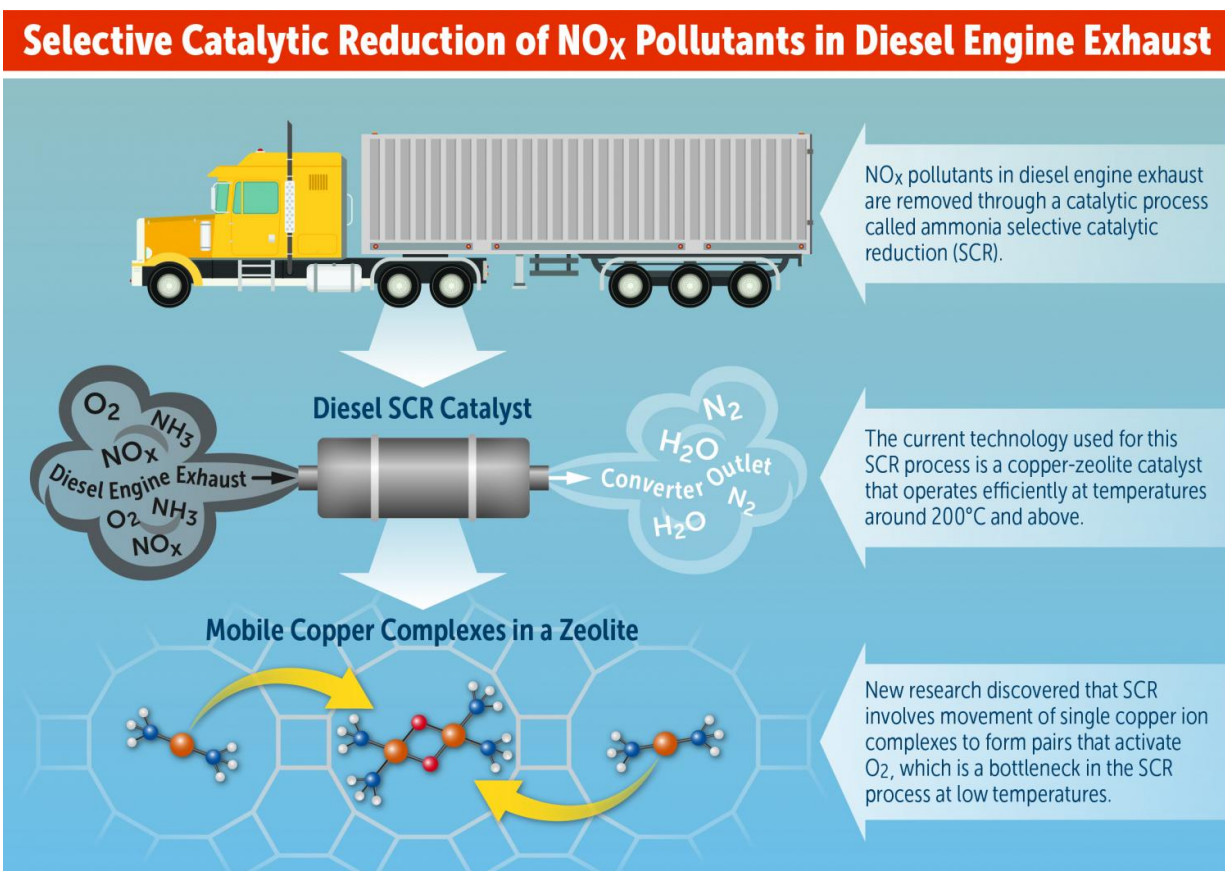 Selective Catalytic Reduction of NOX Pollutants in Diesel Engine Exhaust
NOX pollutants in diesel engine exhaust
are removed through a catalytic process
called ammonia selective catalytic
reduction (SCR).
Diesel SCR Catalyst
O2
NH3
NOX
Diesel Engine Exhaust
O2
NH3
NOX
N2
H2O
Converter Outlet
N2
H2O
The current technology used for this
SCR process is a copper-zeolite catalyst
that operates efficiently at temperatures
around 200°C and above.
Mobile Copper Complexes in a Zeolite
New research discovered that SCR
involves movement of single copper ion
complexes to form pairs that activate
O2, which is a bottleneck in the SCR
process at low temperatures.